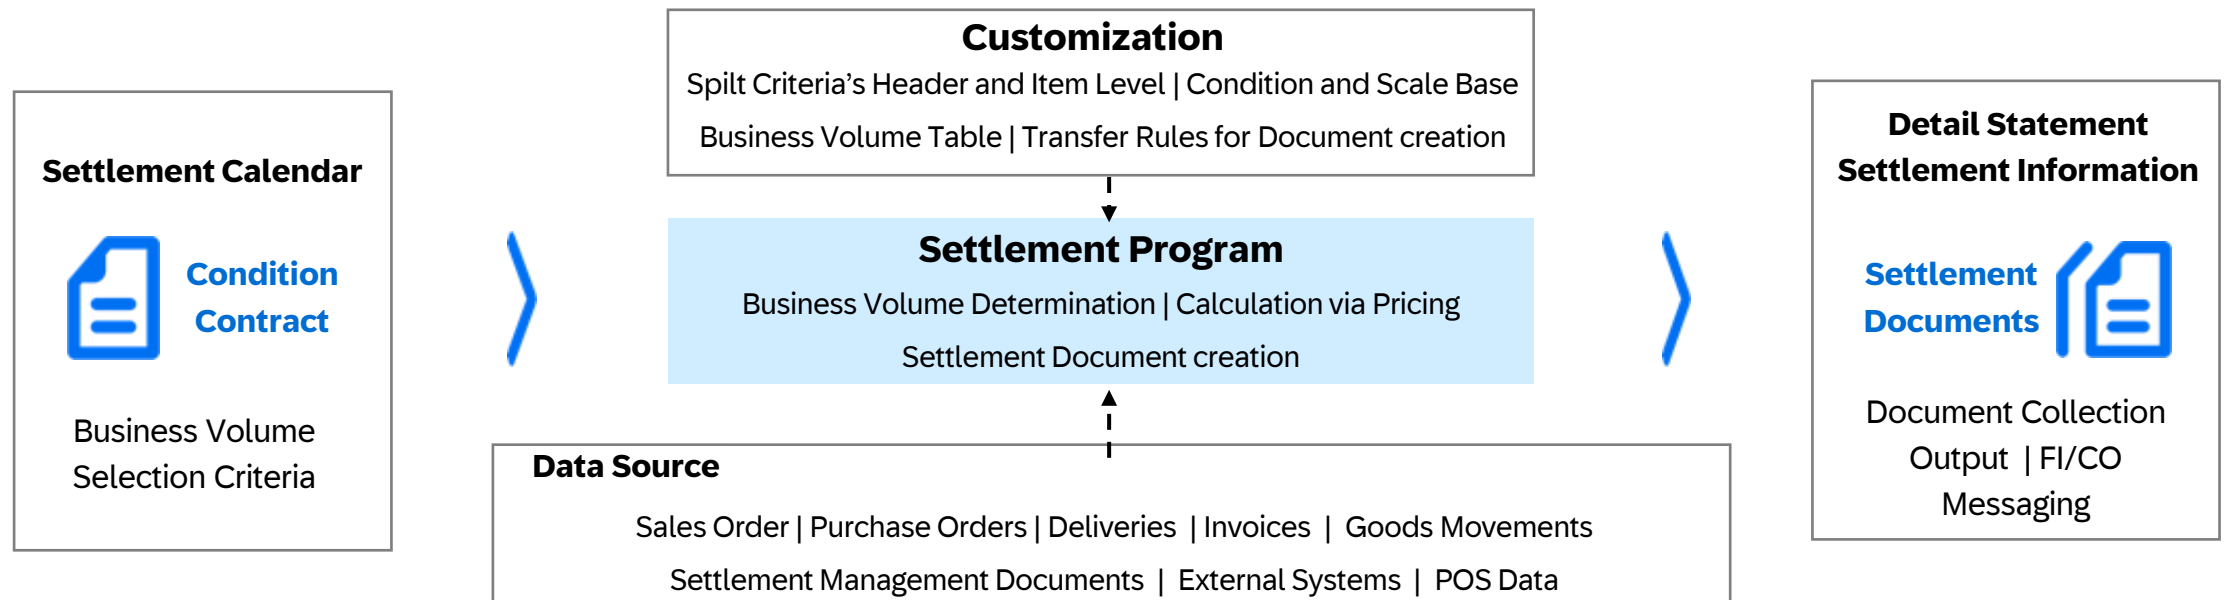 Settlement Calendar
Condition
Contract
Business Volume
Selection Criteria
Customization
Spilt Criteria’s Header and Item Level | Condition and Scale Base
Business Volume Table | Transfer Rules for Document creation
Settlement Program
Business Volume Determination | Calculation via Pricing
Settlement Document creation
Data Source
Sales Order | Purchase Orders | Deliveries | Invoices | Goods Movements
Settlement Management Documents | External Systems | POS Data
Detail Statement
Settlement Information
Settlement
Documents
Document Collection
Output | FI/CO
Messaging